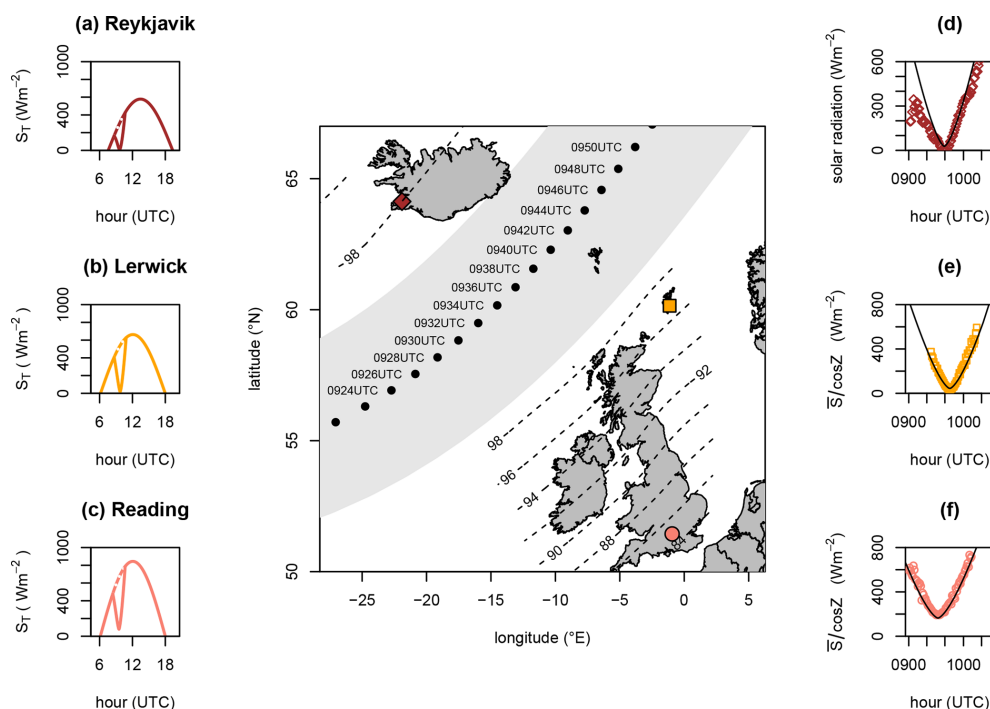 (a) Reykjavik
S_T (Wm⁻²)
1000
400
0
6 12 18
hour (UTC)
(b) Lerwick
S_T (Wm⁻²)
1000
400
0
6 12 18
hour (UTC)
(c) Reading
S_T ( Wm⁻²)
1000
400
0
6 12 18
hour (UTC)
latitude (°N)
65
60
55
50
0950UTC
0948UTC
0946UTC
0944UTC
0942UTC
0940UTC
0938UTC
0936UTC
0934UTC
0932UTC
0930UTC
0928UTC
0926UTC
0924UTC
98
98
96
94
92
90
88
84
−25 −20 −15 −10 −5 0 5
longitude (°E)
(d)
solar radiation (Wm⁻²)
600
300
0
0900 1000
hour (UTC)
(e)
S̅/cosZ (Wm⁻²)
800
400
0
0900 1000
hour (UTC)
(f)
S̅/cosZ (Wm⁻²)
800
400
0
0900 1000
hour (UTC)